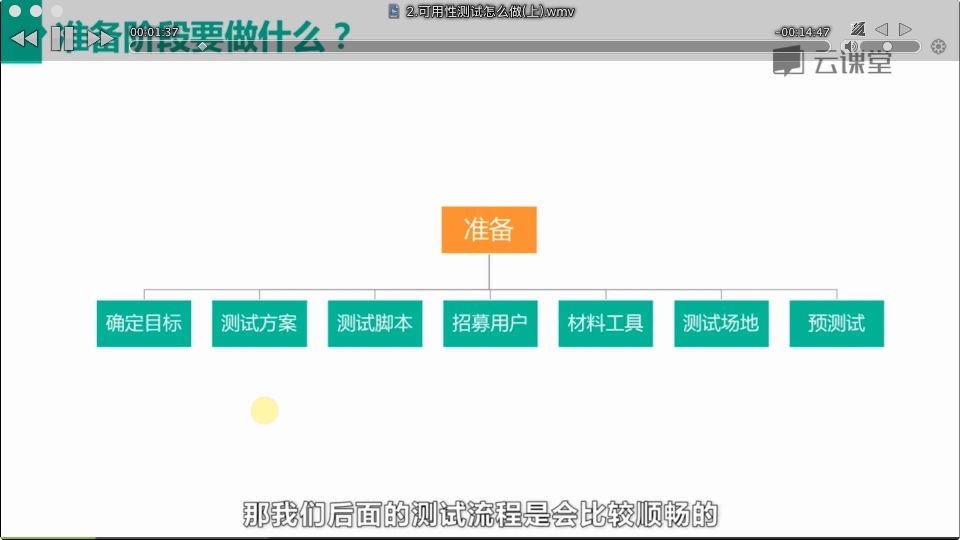 2.可用性测试怎么做(上).wmv
准备阶段要做什么？
00:01:37
-00:14:47
云课堂
准备
确定目标
测试方案
测试脚本
招募用户
材料工具
测试场地
预测试
那我们后面的测试流程是会比较顺畅的